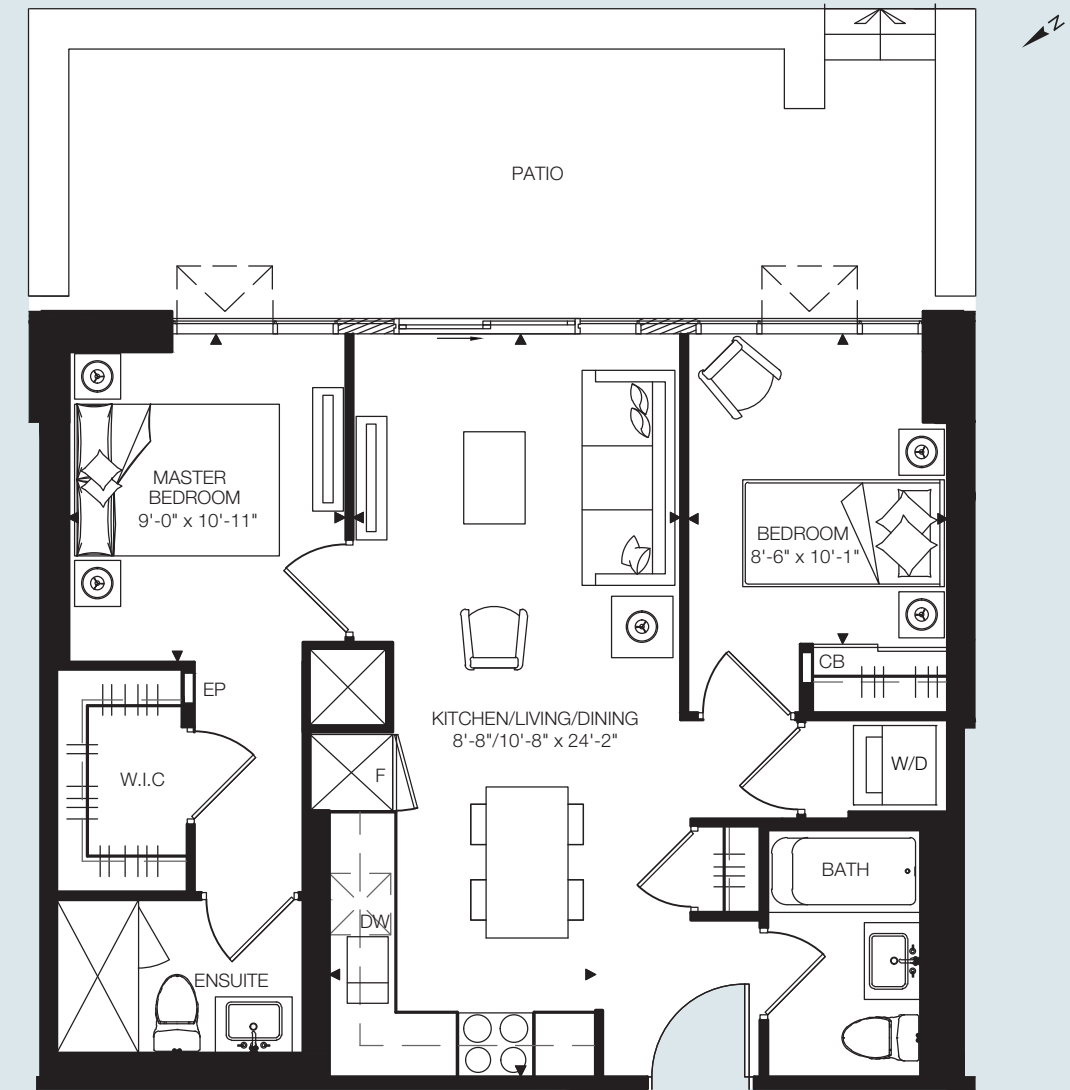 N
PATIO
MASTER
BEDROOM
9'-0" x 10'-11"
BEDROOM
8'-6" x 10'-1"
CB
EP
KITCHEN/LIVING/DINING
8'-8"/10'-8" x 24'-2"
W.I.C
F
W/D
BATH
DW
ENSUITE